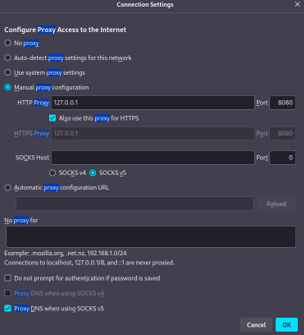 Connection Settings
Configure Proxy Access to the Internet
No proxy
Auto-detect proxy settings for this network
Use system proxy settings
Manual proxy configuration
HTTP Proxy 127.0.0.1 Port 8080
Also use this proxy for HTTPS
HTTPS Proxy 127.0.0.1 Port 8080
SOCKS Host Port 0
SOCKS v4 SOCKS v5
Automatic proxy configuration URL
Reload
No proxy for
Example: .mozilla.org, .net.nz, 192.168.1.0/24
Connections to localhost, 127.0.0.1/8, and ::1 are never proxied.
Do not prompt for authentication if password is saved
Proxy DNS when using SOCKS v4
Proxy DNS when using SOCKS v5
Cancel OK